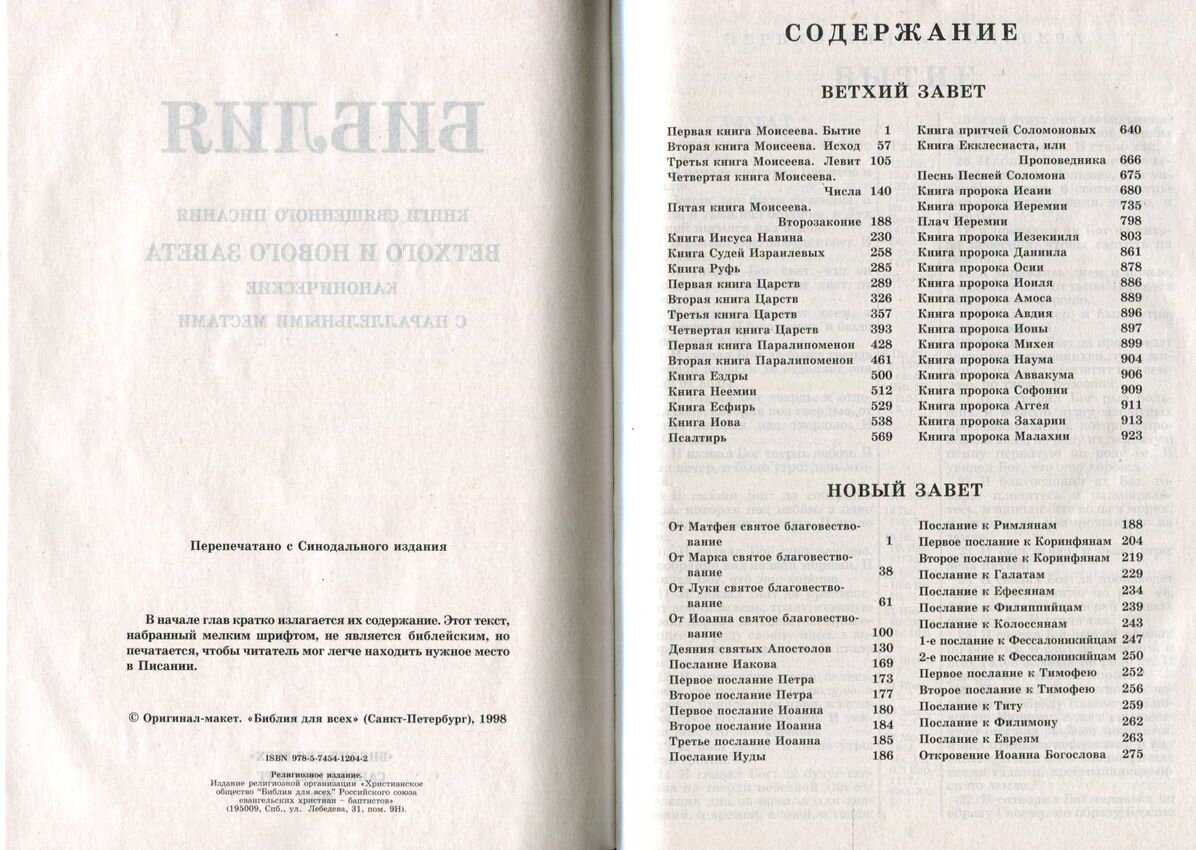 БИБЛИЯ
КНИГИ СВЯЩЕННОГО ПИСАНИЯ
ВЕТХОГО И НОВОГО ЗАВЕТА
КАНОНИЧЕСКИЕ
С ПАРАЛЛЕЛЬНЫМИ МЕСТАМИ
Перепечатано с Синодального издания
В начале глав кратко излагается их содержание. Этот текст,
набранный мелким шрифтом, не является библейским, но
печатается, чтобы читатель мог легче находить нужное место
в Писании.
© Оригинал-макет. «Библия для всех» (Санкт-Петербург), 1998
ISBN 978-5-7454-1204-2
Религиозное издание.
Издание религиозной организации «Христианское
общество "Библия для всех" Российского союза
евангельских христиан – баптистов»
(195009, Спб., ул. Лебедева, 31, пом. 9Н).
СОДЕРЖАНИЕ
ВЕТХИЙ ЗАВЕТ
Первая книга Моисеева. Бытие 1
Вторая книга Моисеева. Исход 57
Третья книга Моисеева. Левит 105
Четвертая книга Моисеева.
Числа 140
Пятая книга Моисеева.
Второзаконие 188
Книга Иисуса Навина 230
Книга Судей Израилевых 258
Книга Руфь 285
Первая книга Царств 289
Вторая книга Царств 326
Третья книга Царств 357
Четвертая книга Царств 393
Первая книга Паралипоменон 428
Вторая книга Паралипоменон 461
Книга Ездры 500
Книга Неемии 512
Книга Есфирь 529
Книга Иова 538
Псалтирь 569
Книга притчей Соломоновых 640
Книга Екклесиаста, или
Проповедника 666
Песнь Песней Соломона 675
Книга пророка Исаии 680
Книга пророка Иеремии 735
Плач Иеремии 798
Книга пророка Иезекииля 803
Книга пророка Даниила 861
Книга пророка Осии 878
Книга пророка Иоиля 886
Книга пророка Амоса 889
Книга пророка Авдия 896
Книга пророка Ионы 897
Книга пророка Михея 899
Книга пророка Наума 904
Книга пророка Аввакума 906
Книга пророка Софонии 909
Книга пророка Аггея 911
Книга пророка Захарии 913
Книга пророка Малахии 923
НОВЫЙ ЗАВЕТ
От Матфея святое благовество-
вание 1
От Марка святое благовество-
вание 38
От Луки святое благовество-
вание 61
От Иоанна святое благовество-
вание 100
Деяния святых Апостолов 130
Послание Иакова 169
Первое послание Петра 173
Второе послание Петра 177
Первое послание Иоанна 180
Второе послание Иоанна 184
Третье послание Иоанна 185
Послание Иуды 186
Послание к Римлянам 188
Первое послание к Коринфянам 204
Второе послание к Коринфянам 219
Послание к Галатам 229
Послание к Ефесянам 234
Послание к Филиппийцам 239
Послание к Колоссянам 243
1-е послание к Фессалоникийцам 247
2-е послание к Фессалоникийцам 250
Первое послание к Тимофею 252
Второе послание к Тимофею 256
Послание к Титу 259
Послание к Филимону 262
Послание к Евреям 263
Откровение Иоанна Богослова 275